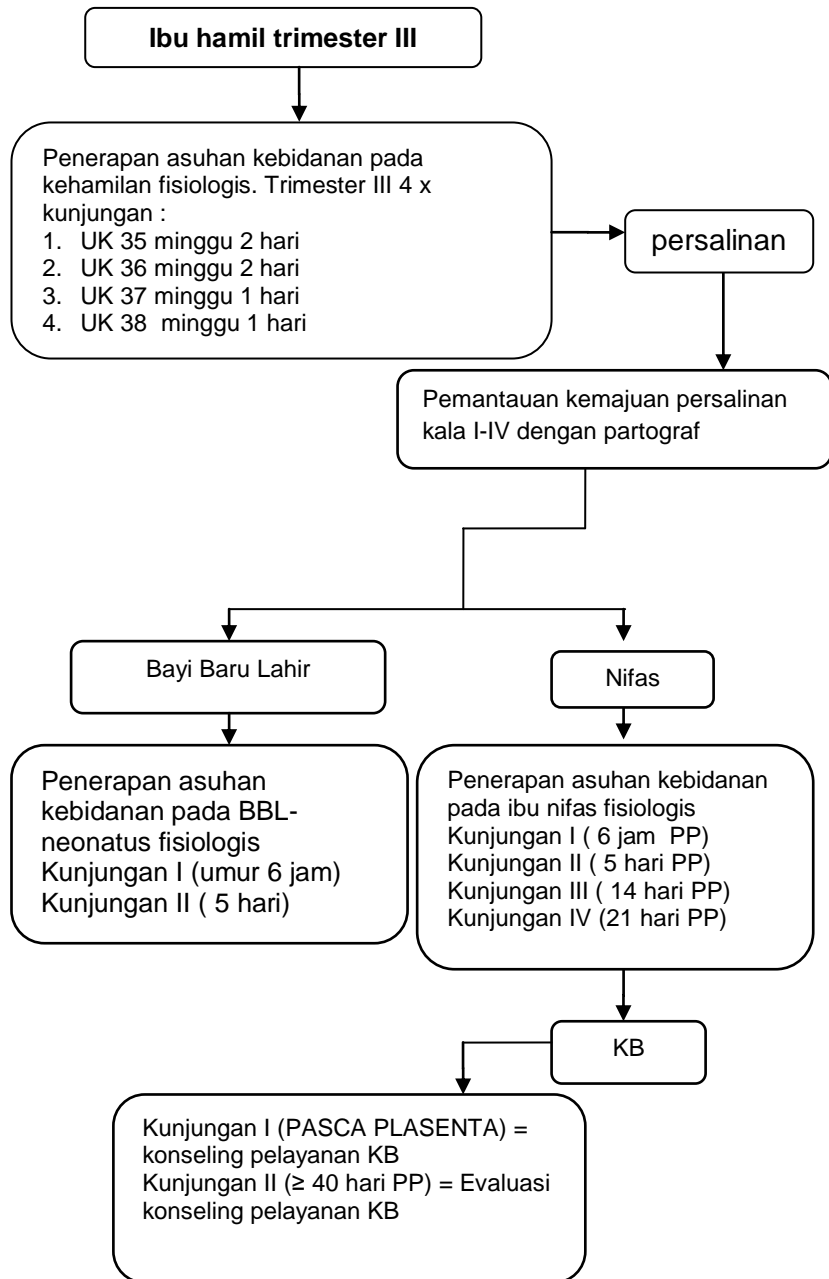 Ibu hamil trimester III
Penerapan asuhan kebidanan pada
kehamilan fisiologis. Trimester III 4 x
kunjungan :
1. UK 35 minggu 2 hari
2. UK 36 minggu 2 hari
3. UK 37 minggu 1 hari
4. UK 38 minggu 1 hari
persalinan
Pemantauan kemajuan persalinan
kala I-IV dengan partograf
Bayi Baru Lahir
Nifas
Penerapan asuhan
kebidanan pada BBL-
neonatus fisiologis
Kunjungan I (umur 6 jam)
Kunjungan II ( 5 hari)
Penerapan asuhan kebidanan
pada ibu nifas fisiologis
Kunjungan I ( 6 jam PP)
Kunjungan II ( 5 hari PP)
Kunjungan III ( 14 hari PP)
Kunjungan IV (21 hari PP)
KB
Kunjungan I (PASCA PLASENTA) =
konseling pelayanan KB
Kunjungan II (≥ 40 hari PP) = Evaluasi
konseling pelayanan KB